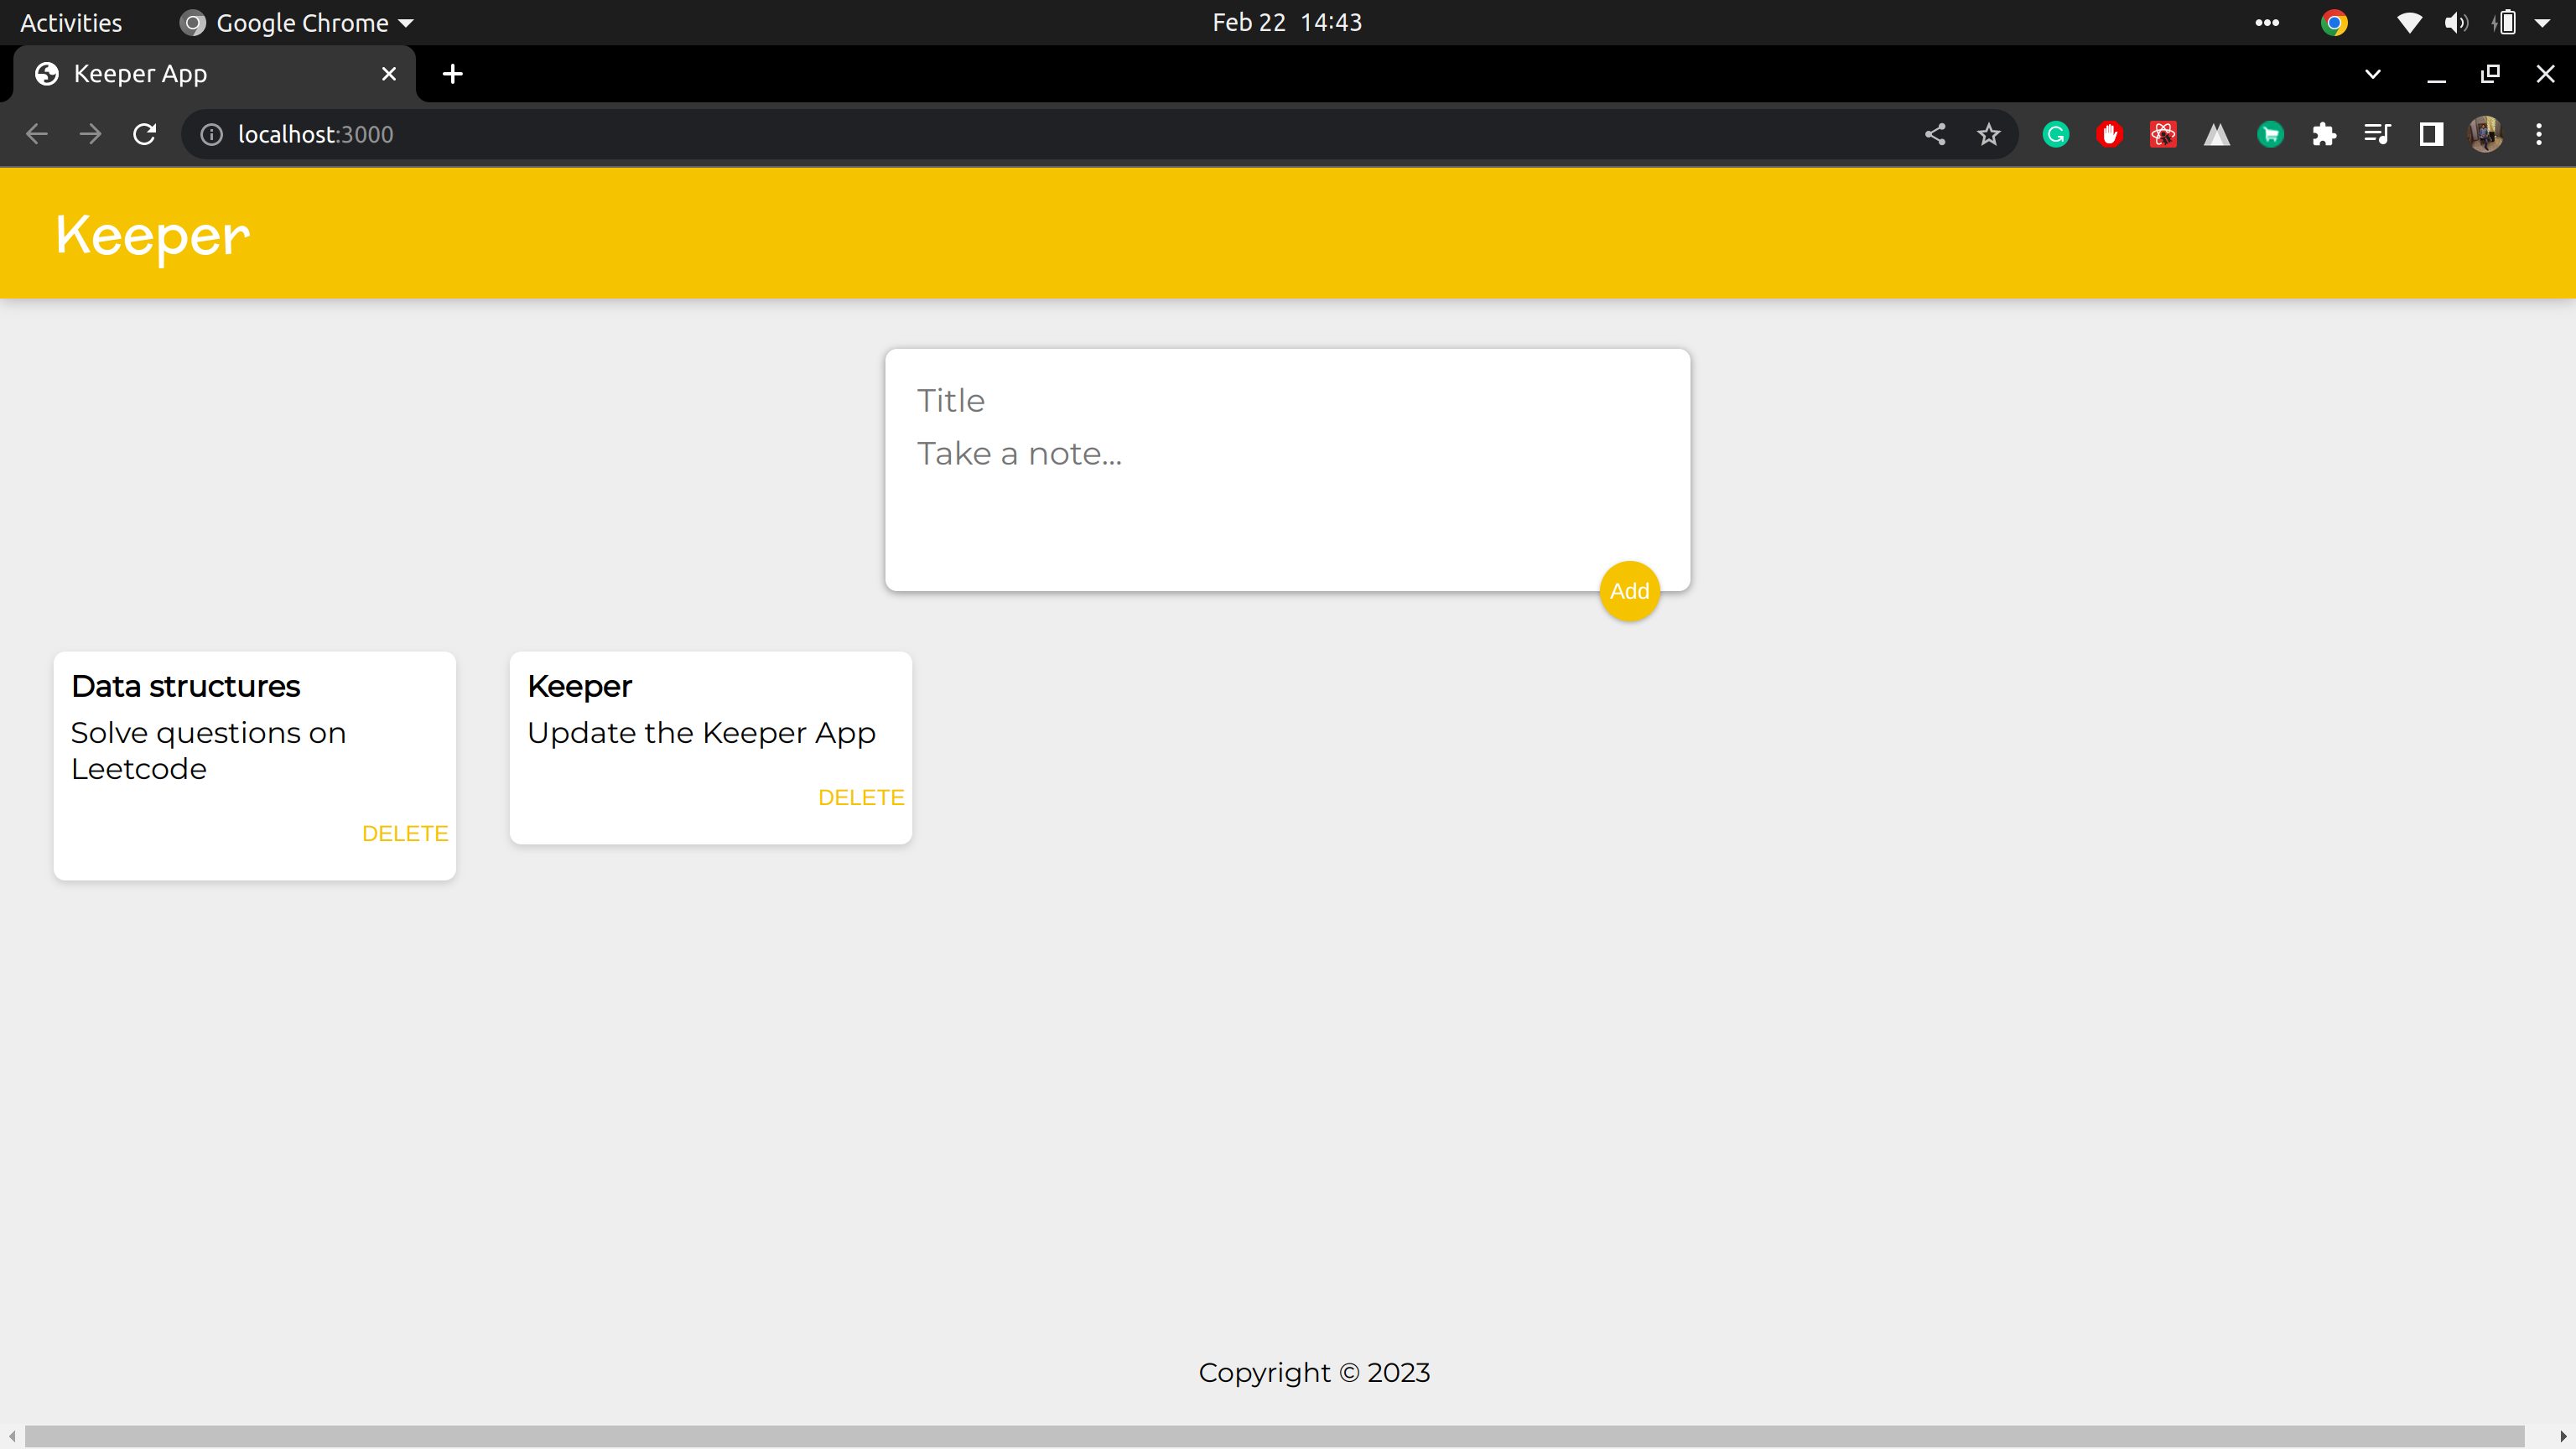 Activities
Google Chrome
Feb 22 14:43
Keeper App
localhost:3000
Keeper
Title
Take a note...
Add
Data structures
Solve questions on
Leetcode
DELETE
Keeper
Update the Keeper App
DELETE
Copyright © 2023